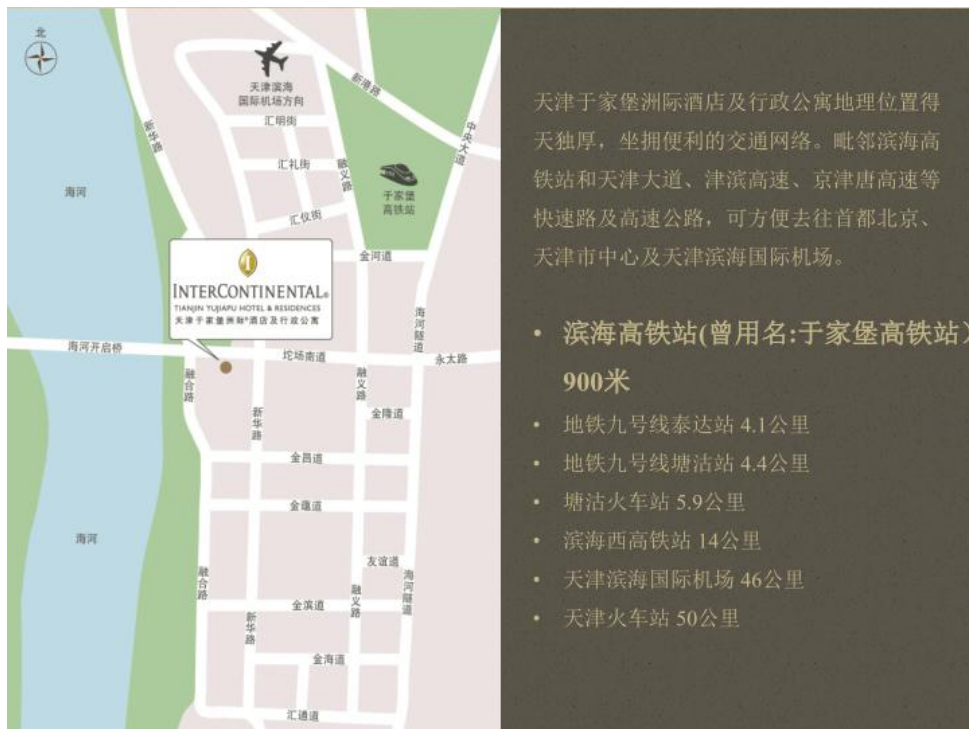 北
天津滨海
国际机场方向
新港路
中央大道
新华路
汇明街
汇礼街
融义路
于家堡
高铁站
海河
汇仪街
金河道
INTERCONTINENTAL®
TIANJIN YUJIAPU HOTEL & RESIDENCES
天津于家堡洲际®酒店及行政公寓
海河隧道
海河开启桥
坨场南道
永太路
融合路
融义路
新华路
金隆道
金昌道
金蕴道
海河
友谊道
融合路
海河隧道
金滨道
融义路
新华路
金海道
汇通道
天津于家堡洲际酒店及行政公寓地理位置得
天独厚，坐拥便利的交通网络。毗邻滨海高
铁站和天津大道、津滨高速、京津唐高速等
快速路及高速公路，可方便去往首都北京、
天津市中心及天津滨海国际机场。
• 滨海高铁站(曾用名:于家堡高铁站）
900米
• 地铁九号线泰达站 4.1公里
• 地铁九号线塘沽站 4.4公里
• 塘沽火车站 5.9公里
• 滨海西高铁站 14公里
• 天津滨海国际机场 46公里
• 天津火车站 50公里